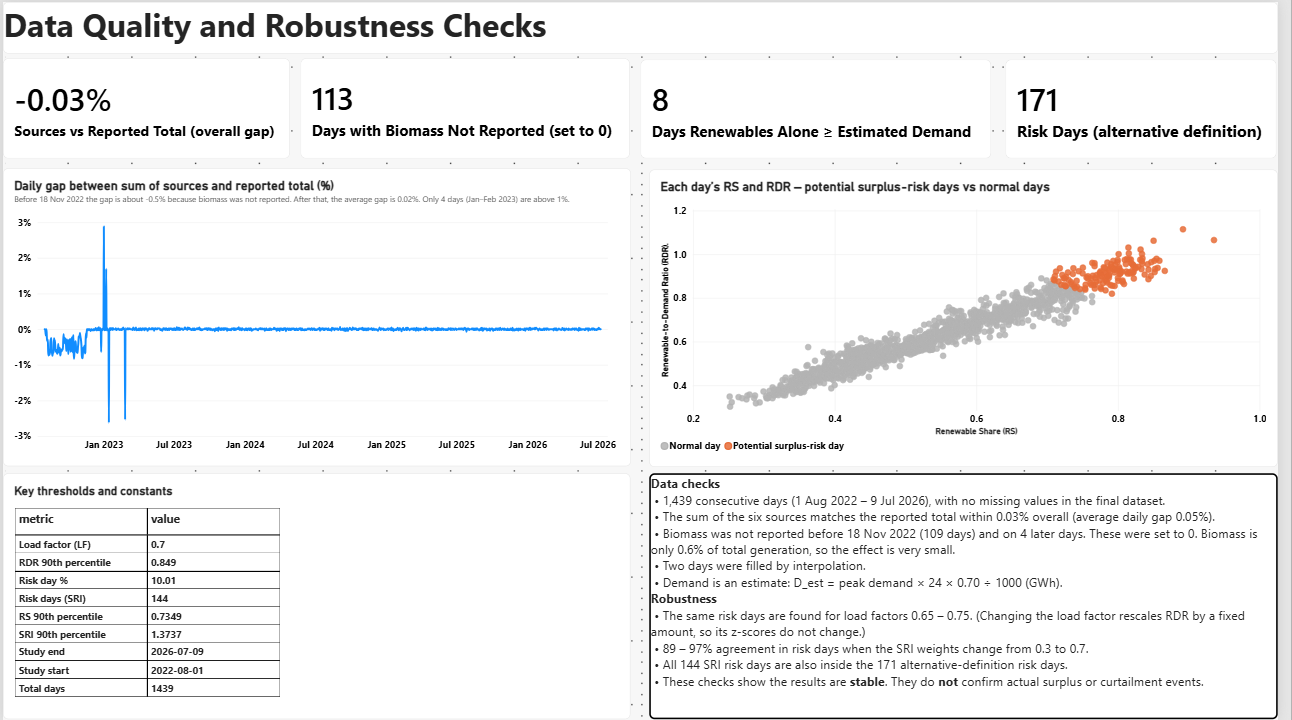 Data Quality and Robustness Checks
-0.03%
Sources vs Reported Total (overall gap)
113
Days with Biomass Not Reported (set to 0)
8
Days Renewables Alone ≥ Estimated Demand
171
Risk Days (alternative definition)
Daily gap between sum of sources and reported total (%)
Before 18 Nov 2022 the gap is about -0.5% because biomass was not reported. After that, the average gap is 0.02%. Only 4 days (Jan–Feb 2023) are above 1%.
3%
2%
1%
0%
-1%
-2%
-3%
Jan 2023 Jul 2023 Jan 2024 Jul 2024 Jan 2025 Jul 2025 Jan 2026 Jul 2026
Each day's RS and RDR — potential surplus-risk days vs normal days
Renewable-to-Demand Ratio (RDR).
1.2
1.0
0.8
0.6
0.4
0.2 0.4 0.6 0.8 1.0
Renewable Share (RS)
Normal day Potential surplus-risk day
Key thresholds and constants
metric value
Load factor (LF) 0.7
RDR 90th percentile 0.849
Risk day % 10.01
Risk days (SRI) 144
RS 90th percentile 0.7349
SRI 90th percentile 1.3737
Study end 2026-07-09
Study start 2022-08-01
Total days 1439
Data checks
• 1,439 consecutive days (1 Aug 2022 – 9 Jul 2026), with no missing values in the final dataset.
• The sum of the six sources matches the reported total within 0.03% overall (average daily gap 0.05%).
• Biomass was not reported before 18 Nov 2022 (109 days) and on 4 later days. These were set to 0. Biomass is
only 0.6% of total generation, so the effect is very small.
• Two days were filled by interpolation.
• Demand is an estimate: D_est = peak demand × 24 × 0.70 ÷ 1000 (GWh).
Robustness
• The same risk days are found for load factors 0.65 – 0.75. (Changing the load factor rescales RDR by a fixed
amount, so its z-scores do not change.)
• 89 – 97% agreement in risk days when the SRI weights change from 0.3 to 0.7.
• All 144 SRI risk days are also inside the 171 alternative-definition risk days.
• These checks show the results are stable. They do not confirm actual surplus or curtailment events.